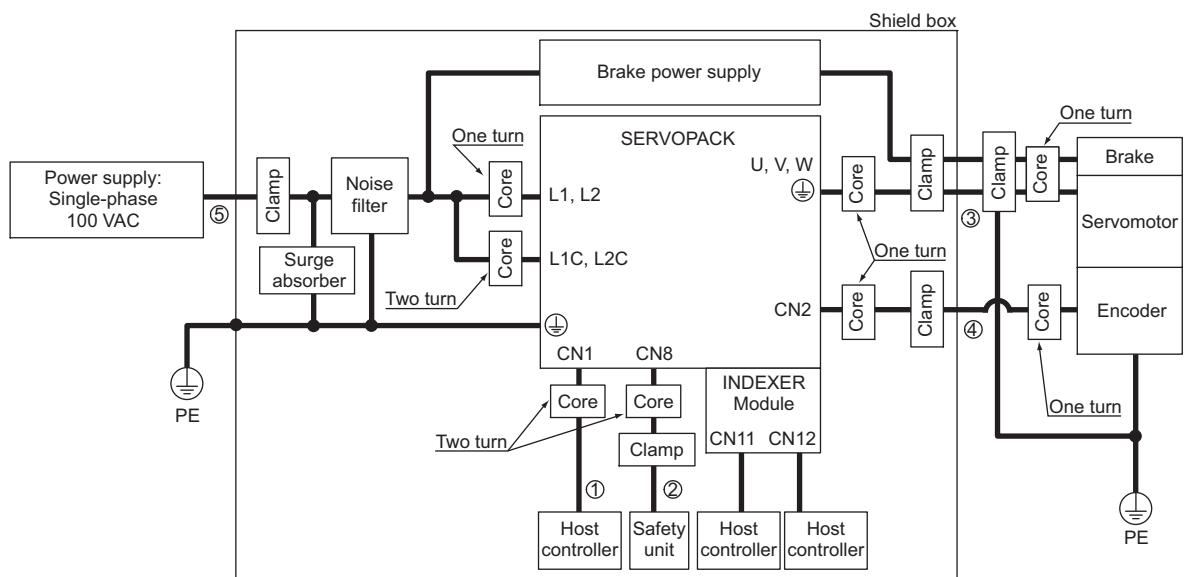 Shield box
Brake power supply
One turn
One turn
SERVOPACK
Power supply:
Single-phase
100 VAC
⑤
Clamp
Noise
filter
Core
L1, L2
U, V, W
Core
Clamp
Clamp
Core
Brake
③
Servomotor
Surge
absorber
Core
L1C, L2C
Two turn
One turn
CN2
Core
Clamp
④
Core
Encoder
PE
CN1
CN8
INDEXER
Module
Core
Core
One turn
Two turn
Clamp
CN11
CN12
①
②
Host
controller
Safety
unit
Host
controller
Host
controller
PE